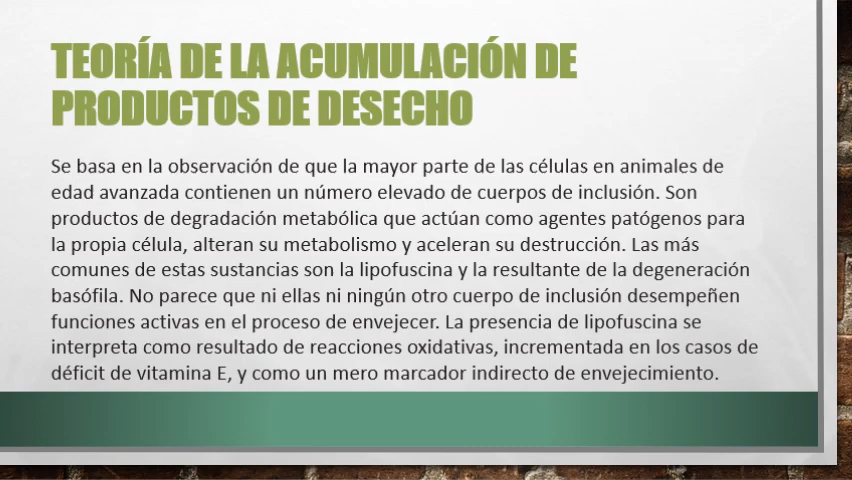 TEORÍA DE LA ACUMULACIÓN DE
PRODUCTOS DE DESECHO
Se basa en la observación de que la mayor parte de las células en animales de
edad avanzada contienen un número elevado de cuerpos de inclusión. Son
productos de degradación metabólica que actúan como agentes patógenos para
la propia célula, alteran su metabolismo y aceleran su destrucción. Las más
comunes de estas sustancias son la lipofuscina y la resultante de la degeneración
basófila. No parece que ni ellas ni ningún otro cuerpo de inclusión desempeñen
funciones activas en el proceso de envejecer. La presencia de lipofuscina se
interpreta como resultado de reacciones oxidativas, incrementada en los casos de
déficit de vitamina E, y como un mero marcador indirecto de envejecimiento.